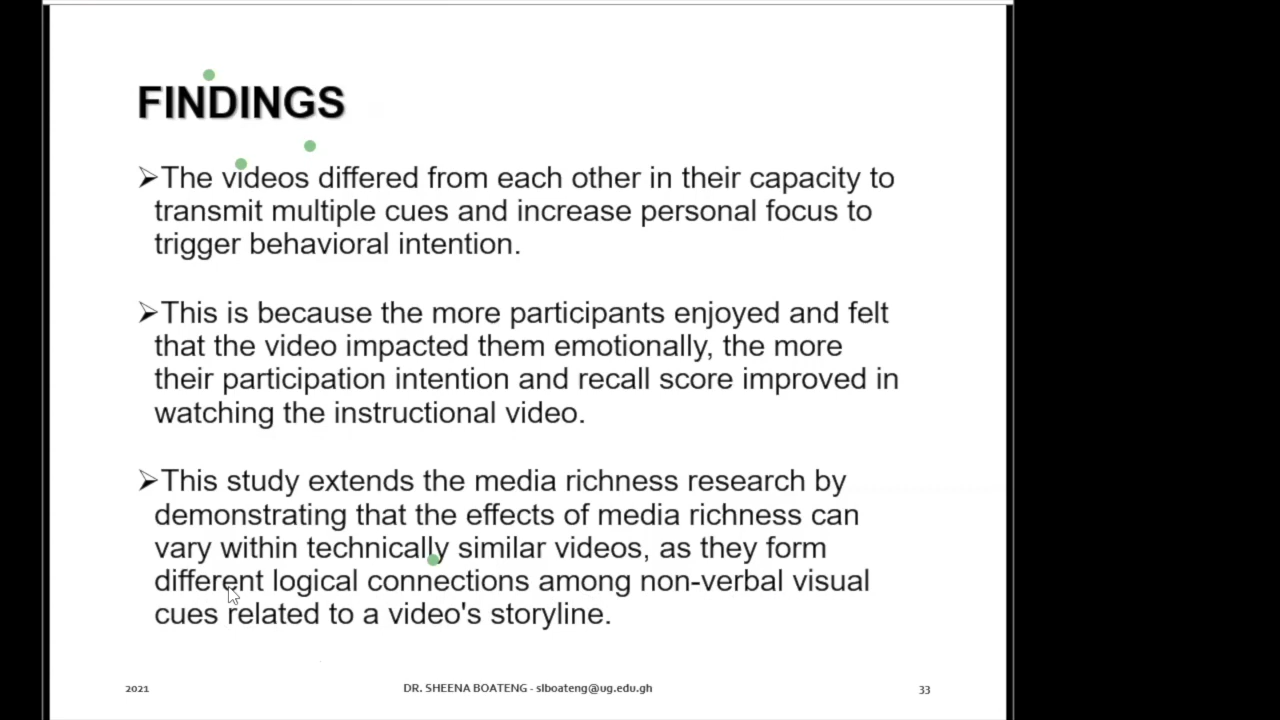 FINDINGS
➢The videos differed from each other in their capacity to
transmit multiple cues and increase personal focus to
trigger behavioral intention.
➢This is because the more participants enjoyed and felt
that the video impacted them emotionally, the more
their participation intention and recall score improved in
watching the instructional video.
➢This study extends the media richness research by
demonstrating that the effects of media richness can
vary within technically similar videos, as they form
different logical connections among non-verbal visual
cues related to a video's storyline.
2021 DR. SHEENA BOATENG - slboateng@ug.edu.gh 33